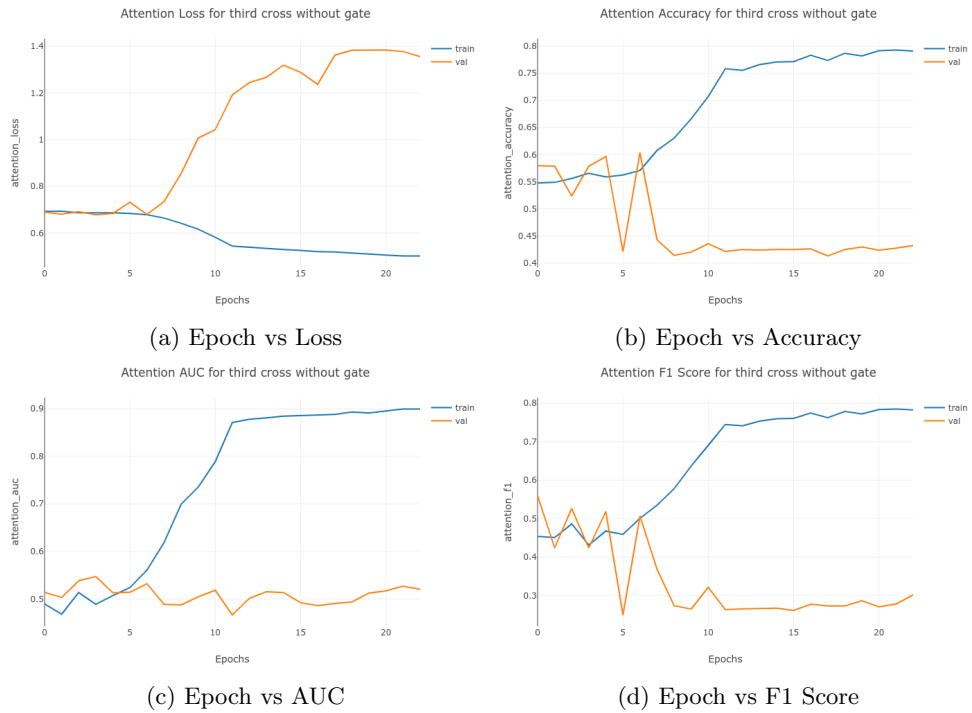 Attention Loss for third cross without gate
1.4
1.2
1
0.8
0.6
attention_loss
0
5
10
15
20
Epochs
train
val
(a) Epoch vs Loss
Attention Accuracy for third cross without gate
0.8
0.75
0.7
0.65
0.6
0.55
0.5
0.45
0.4
attention_accuracy
0
5
10
15
20
Epochs
train
val
(b) Epoch vs Accuracy
Attention AUC for third cross without gate
0.9
0.8
0.7
0.6
0.5
attention_auc
0
5
10
15
20
Epochs
train
val
(c) Epoch vs AUC
Attention F1 Score for third cross without gate
0.8
0.7
0.6
0.5
0.4
0.3
attention_f1
0
5
10
15
20
Epochs
train
val
(d) Epoch vs F1 Score